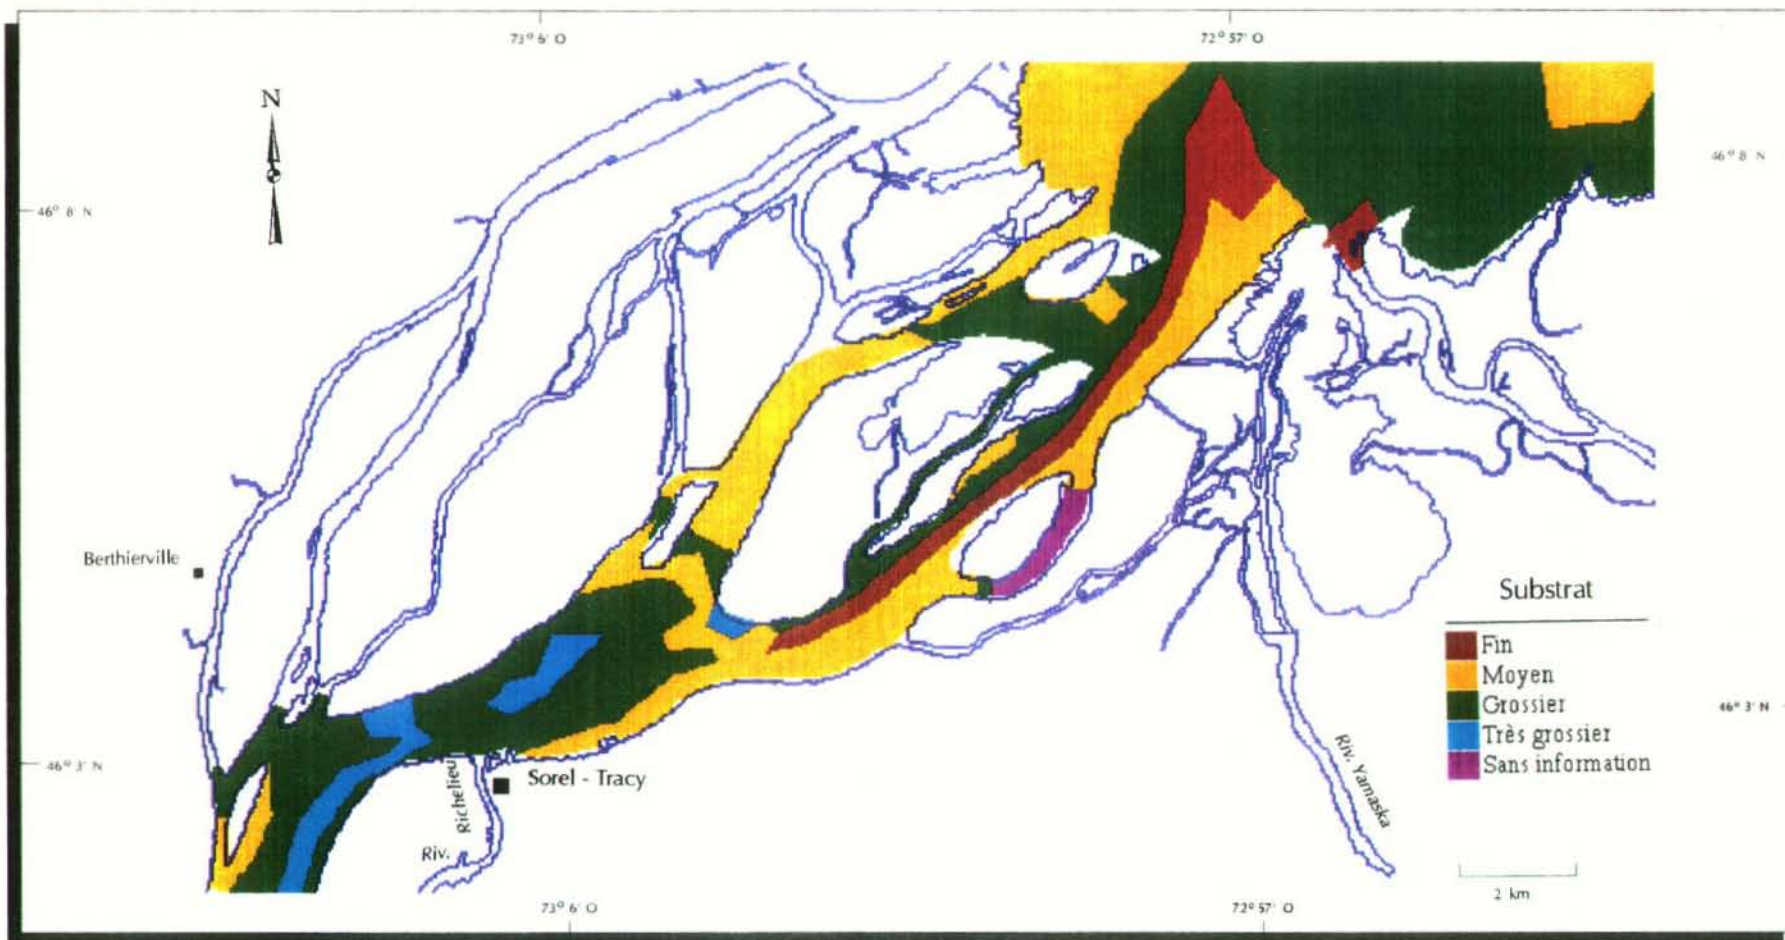 73° 6' O
72° 57' O
N
46° 8' N
46° 8' N
Berthierville
Substrat
Fin
Moyen
Grossier
Très grossier
Sans information
46° 3' N
46° 3' N
Sorel - Tracy
Riv. Richelieu
Riv. Yamaska
2 km
73° 6' O
72° 57' O